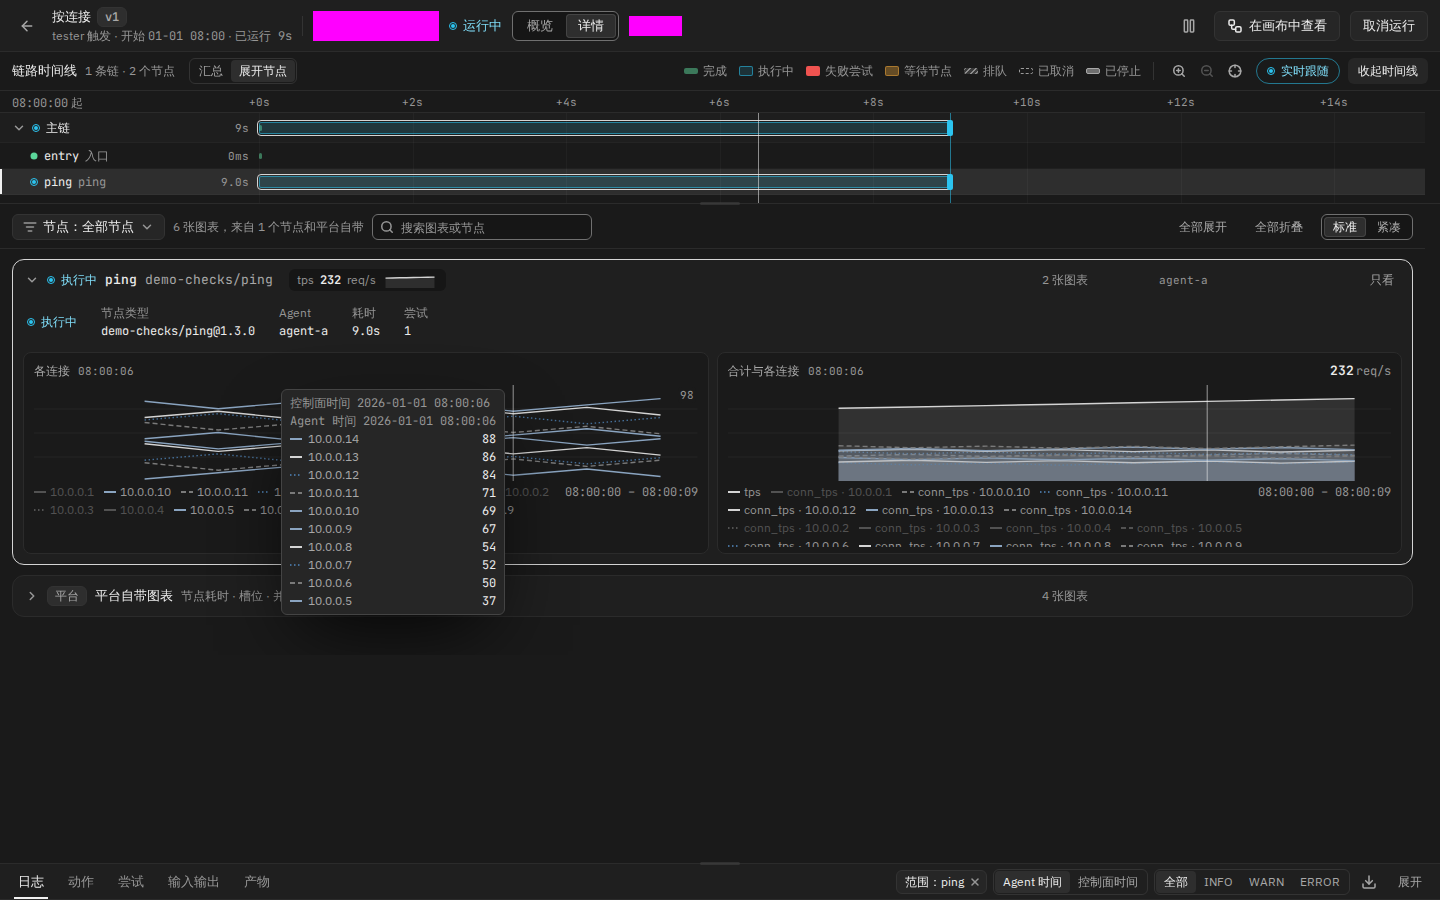 按连接 v1
tester 触发 · 开始 01-01 08:00 · 已运行 9s
运行中 概览 详情
在画布中查看 取消运行
链路时间线 1 条链 · 2 个节点 汇总 展开节点
完成 执行中 失败尝试 等待节点 排队 已取消 已停止
实时跟随 收起时间线
08:00:00 起 +0s +2s +4s +6s +8s +10s +12s +14s
主链 9s
entry 入口 0ms
ping ping 9.0s
节点：全部节点 6 张图表，来自 1 个节点和平台自带 搜索图表或节点
全部展开 全部折叠 标准 紧凑
执行中 ping demo-checks/ping tps 232 req/s 2 张图表 agent-a 只看
执行中
节点类型 Agent 耗时 尝试
demo-checks/ping@1.3.0 agent-a 9.0s 1
各连接 08:00:06
98
控制面时间 2026-01-01 08:00:06
Agent 时间 2026-01-01 08:00:06
10.0.0.14 88
10.0.0.13 86
10.0.0.12 84
10.0.0.11 71
10.0.0.10 69
10.0.0.9 67
10.0.0.8 54
10.0.0.7 52
10.0.0.6 50
10.0.0.5 37
10.0.0.1 10.0.0.10 10.0.0.11 10.0.0.2 08:00:00 – 08:00:09
10.0.0.3 10.0.0.4 10.0.0.5
合计与各连接 08:00:06 232 req/s
tps conn_tps · 10.0.0.1 conn_tps · 10.0.0.10 conn_tps · 10.0.0.11 08:00:00 – 08:00:09
conn_tps · 10.0.0.12 conn_tps · 10.0.0.13 conn_tps · 10.0.0.14
conn_tps · 10.0.0.2 conn_tps · 10.0.0.3 conn_tps · 10.0.0.4 conn_tps · 10.0.0.5
conn_tps · 10.0.0.6 conn_tps · 10.0.0.7 conn_tps · 10.0.0.8 conn_tps · 10.0.0.9
平台 平台自带图表 节点耗时 · 槽位 · 4 张图表
日志 动作 尝试 输入输出 产物
范围：ping Agent 时间 控制面时间 全部 INFO WARN ERROR 展开